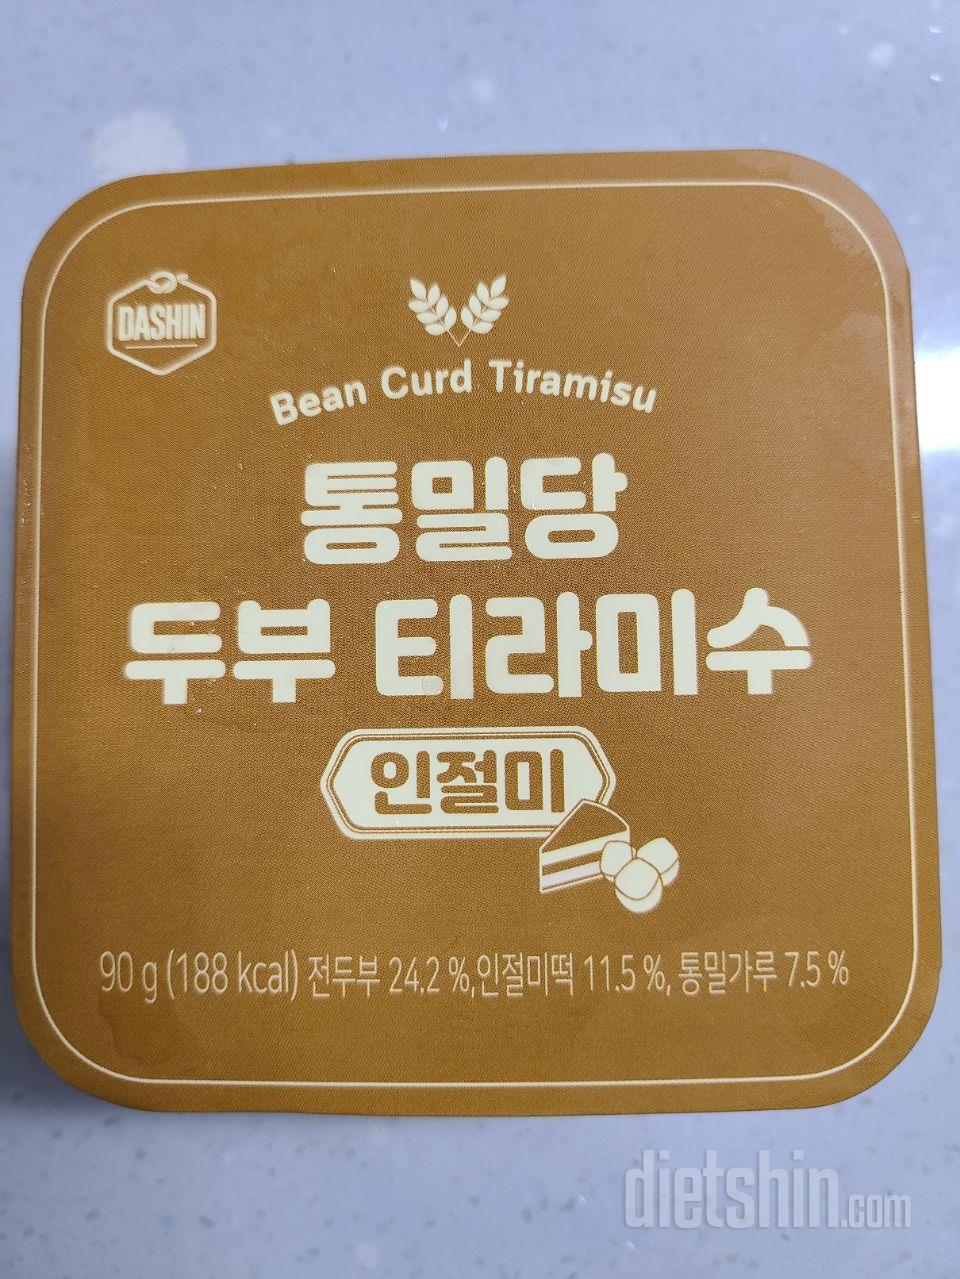 DASHIN
Bean Curd Tiramisu
통밀당
두부 티라미수
인절미
90 g (188 kcal) 전두부 24.2 %, 인절미떡 11.5 %, 통밀가루 7.5 %
dietshin.com